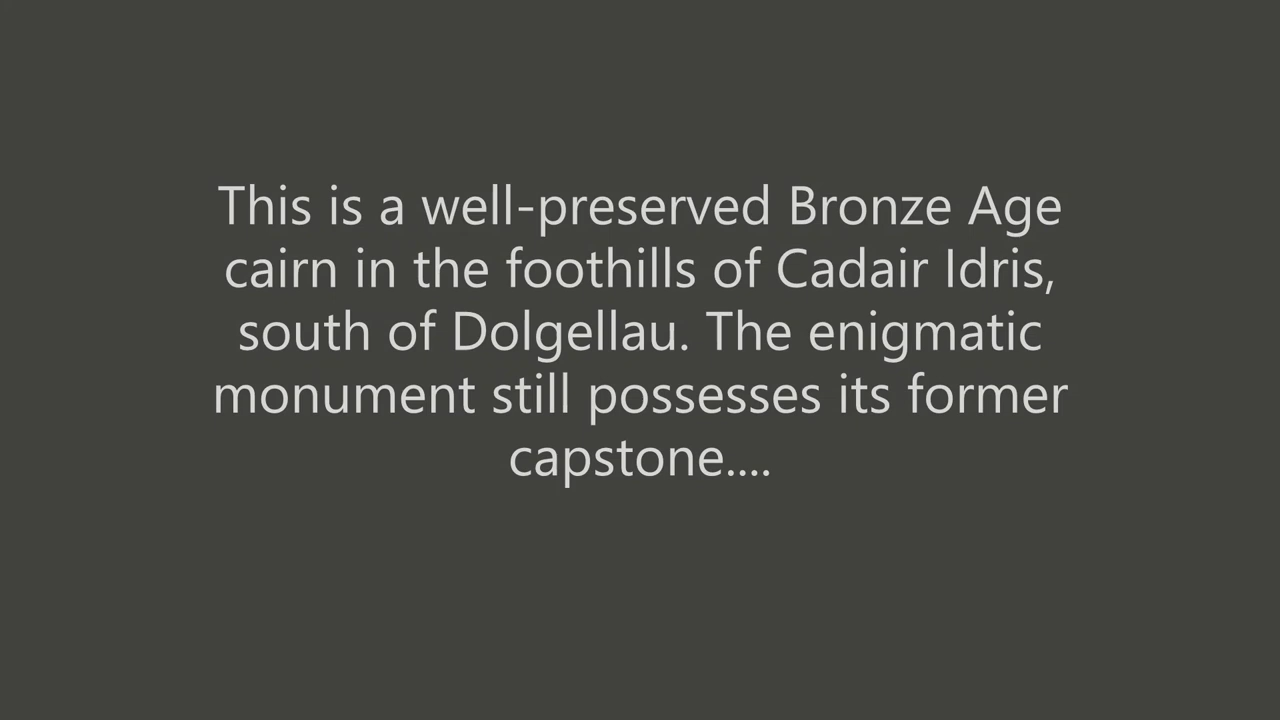 This is a well-preserved Bronze Age
cairn in the foothills of Cadair Idris,
south of Dolgellau. The enigmatic
monument still possesses its former
capstone....